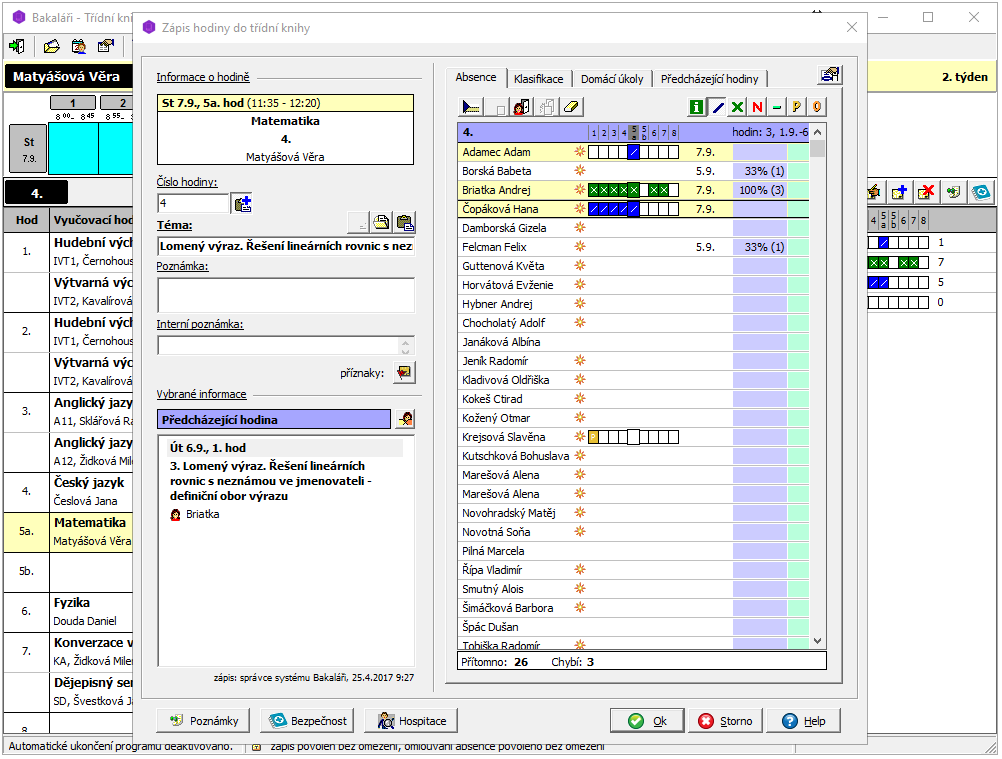 Bakaláři - Třídní kni
Zápis hodiny do třídní knihy
Matyášová Věra
2. týden
1 2
8 00 8 45 8 55
St
7.9.
4.
Hod Vyučovací hod
1. Hudební vých
IVT1, Černohous
Výtvarná výc
IVT2, Kavalírová
2. Hudební vých
IVT1, Černohous
Výtvarná výc
IVT2, Kavalírová
3. Anglický jazy
A11, Sklářová Ra
Anglický jazy
A12, Židková Mil
4. Český jazyk
Česlová Jana
5a. Matematika
Matyášová Věra
5b.
6. Fyzika
Douda Daniel
7. Konverzace v
KA, Židková Mile
Dějepisný ser
SD, Švestková J
8
Informace o hodině
St 7.9., 5a. hod (11:35 - 12:20)
Matematika
4.
Matyášová Věra
Číslo hodiny:
4
Téma:
Lomený výraz. Řešení lineárních rovnic s nezi
Poznámka:
Interní poznámka:
příznaky:
Vybrané informace
Předcházející hodina
Út 6.9., 1. hod
3. Lomený výraz. Řešení lineárních
rovnic s neznámou ve jmenovateli -
definiční obor výrazu
Briatka
zápis: správce systému Bakaláři, 25.4.2017 9:27
Absence Klasifikace Domácí úkoly Předcházející hodiny
i X N – P O
4. 1 2 3 4 5a 5b 6 7 8 hodin: 3, 1.9.-6
Adamec Adam 7.9.
Borská Babeta 5.9. 33% (1)
Briatka Andrej 7.9. 100% (3)
Čopáková Hana 7.9.
Damborská Gizela
Felcman Felix 5.9. 33% (1)
Guttenová Květa
Horvátová Evženie
Hybner Andrej
Chocholatý Adolf
Janáková Albína
Jeník Radomír
Kladivová Oldřiška
Kokeš Ctirad
Kožený Otmar
Krejsová Slavěna P
Kutschková Bohuslava
Marešová Alena
Marešová Alena
Novohradský Matěj
Novotná Soňa
Pilná Marcela
Řípa Vladimír
Smutný Alois
Šimáčková Barbora
Špác Dušan
Tobiška Radomír
Přítomno: 26 Chybí: 3
4 5a 5b 6 7 8
1
7
5
0
Poznámky Bezpečnost Hospitace Ok Storno Help
Automatické ukončení programu deaktivováno. zápis povolen bez omezení, omlouvání absence povoleno bez omezení